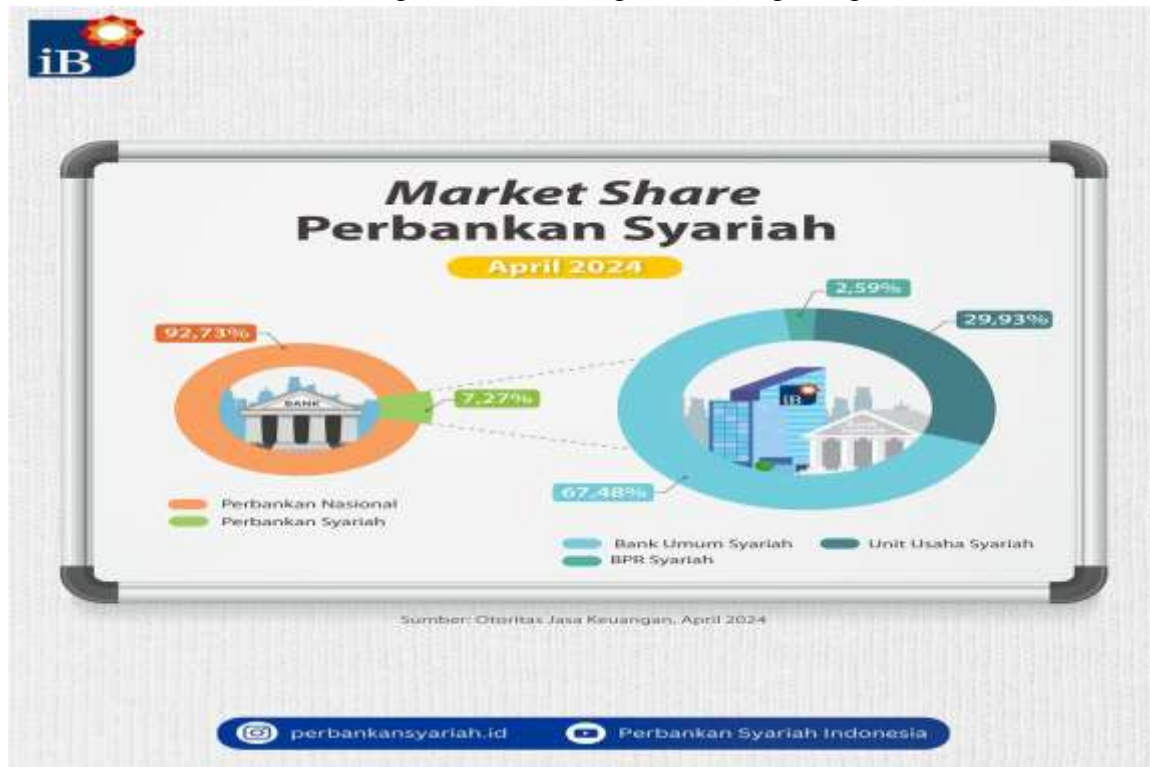 iB
Market Share
Perbankan Syariah
April 2024
2,59%
29,93%
92,73%
7,27%
BANK
iB
67,48%
Perbankan Nasional
Perbankan Syariah
Bank Umum Syariah
Unit Usaha Syariah
BPR Syariah
Sumber: Otoritas Jasa Keuangan, April 2024
perbankansyariah.id
Perbankan Syariah Indonesia